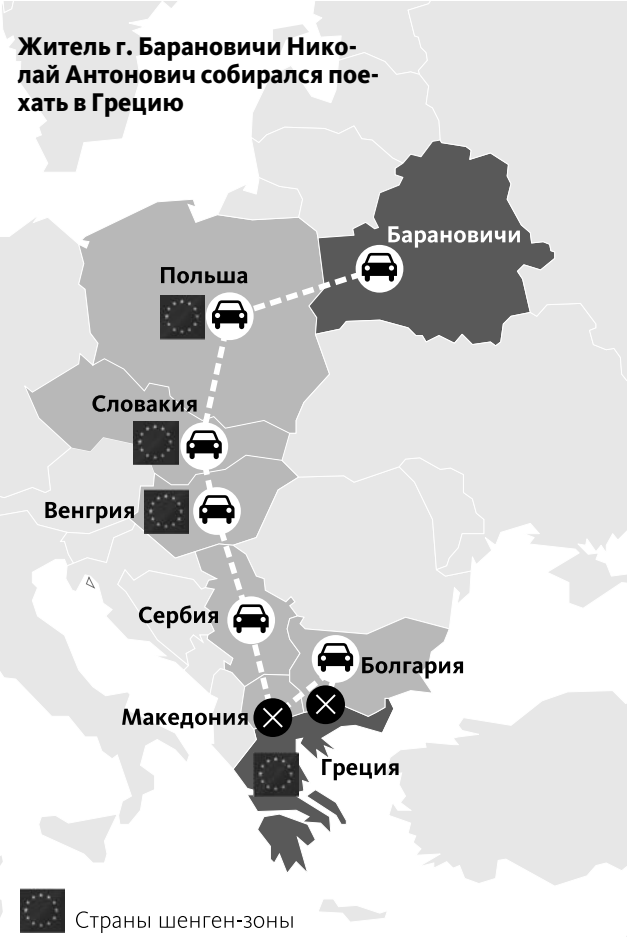 Житель г. Барановичи Нико-
лай Антонович собирался пое-
хать в Грецию
Барановичи
Польша
Словакия
Венгрия
Сербия
Болгария
Македония
Греция
Страны шенген-зоны